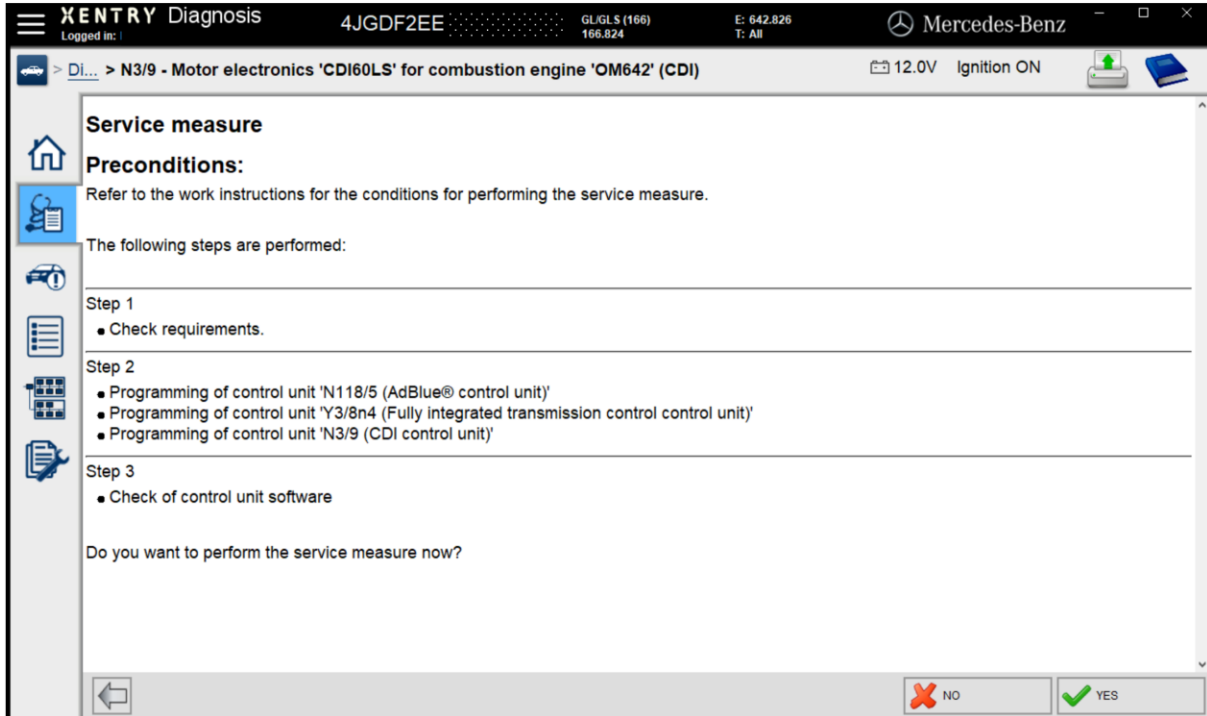 XENTRY Diagnosis
Logged in:
4JGDF2EE
GL/GLS (166)
166.824
E: 642.826
T: All
Mercedes-Benz
> Di... > N3/9 - Motor electronics 'CDI60LS' for combustion engine 'OM642' (CDI)
12.0V Ignition ON
Service measure
Preconditions:
Refer to the work instructions for the conditions for performing the service measure.
The following steps are performed:
Step 1
• Check requirements.
Step 2
• Programming of control unit 'N118/5 (AdBlue® control unit)'
• Programming of control unit 'Y3/8n4 (Fully integrated transmission control control unit)'
• Programming of control unit 'N3/9 (CDI control unit)'
Step 3
• Check of control unit software
Do you want to perform the service measure now?
NO
YES